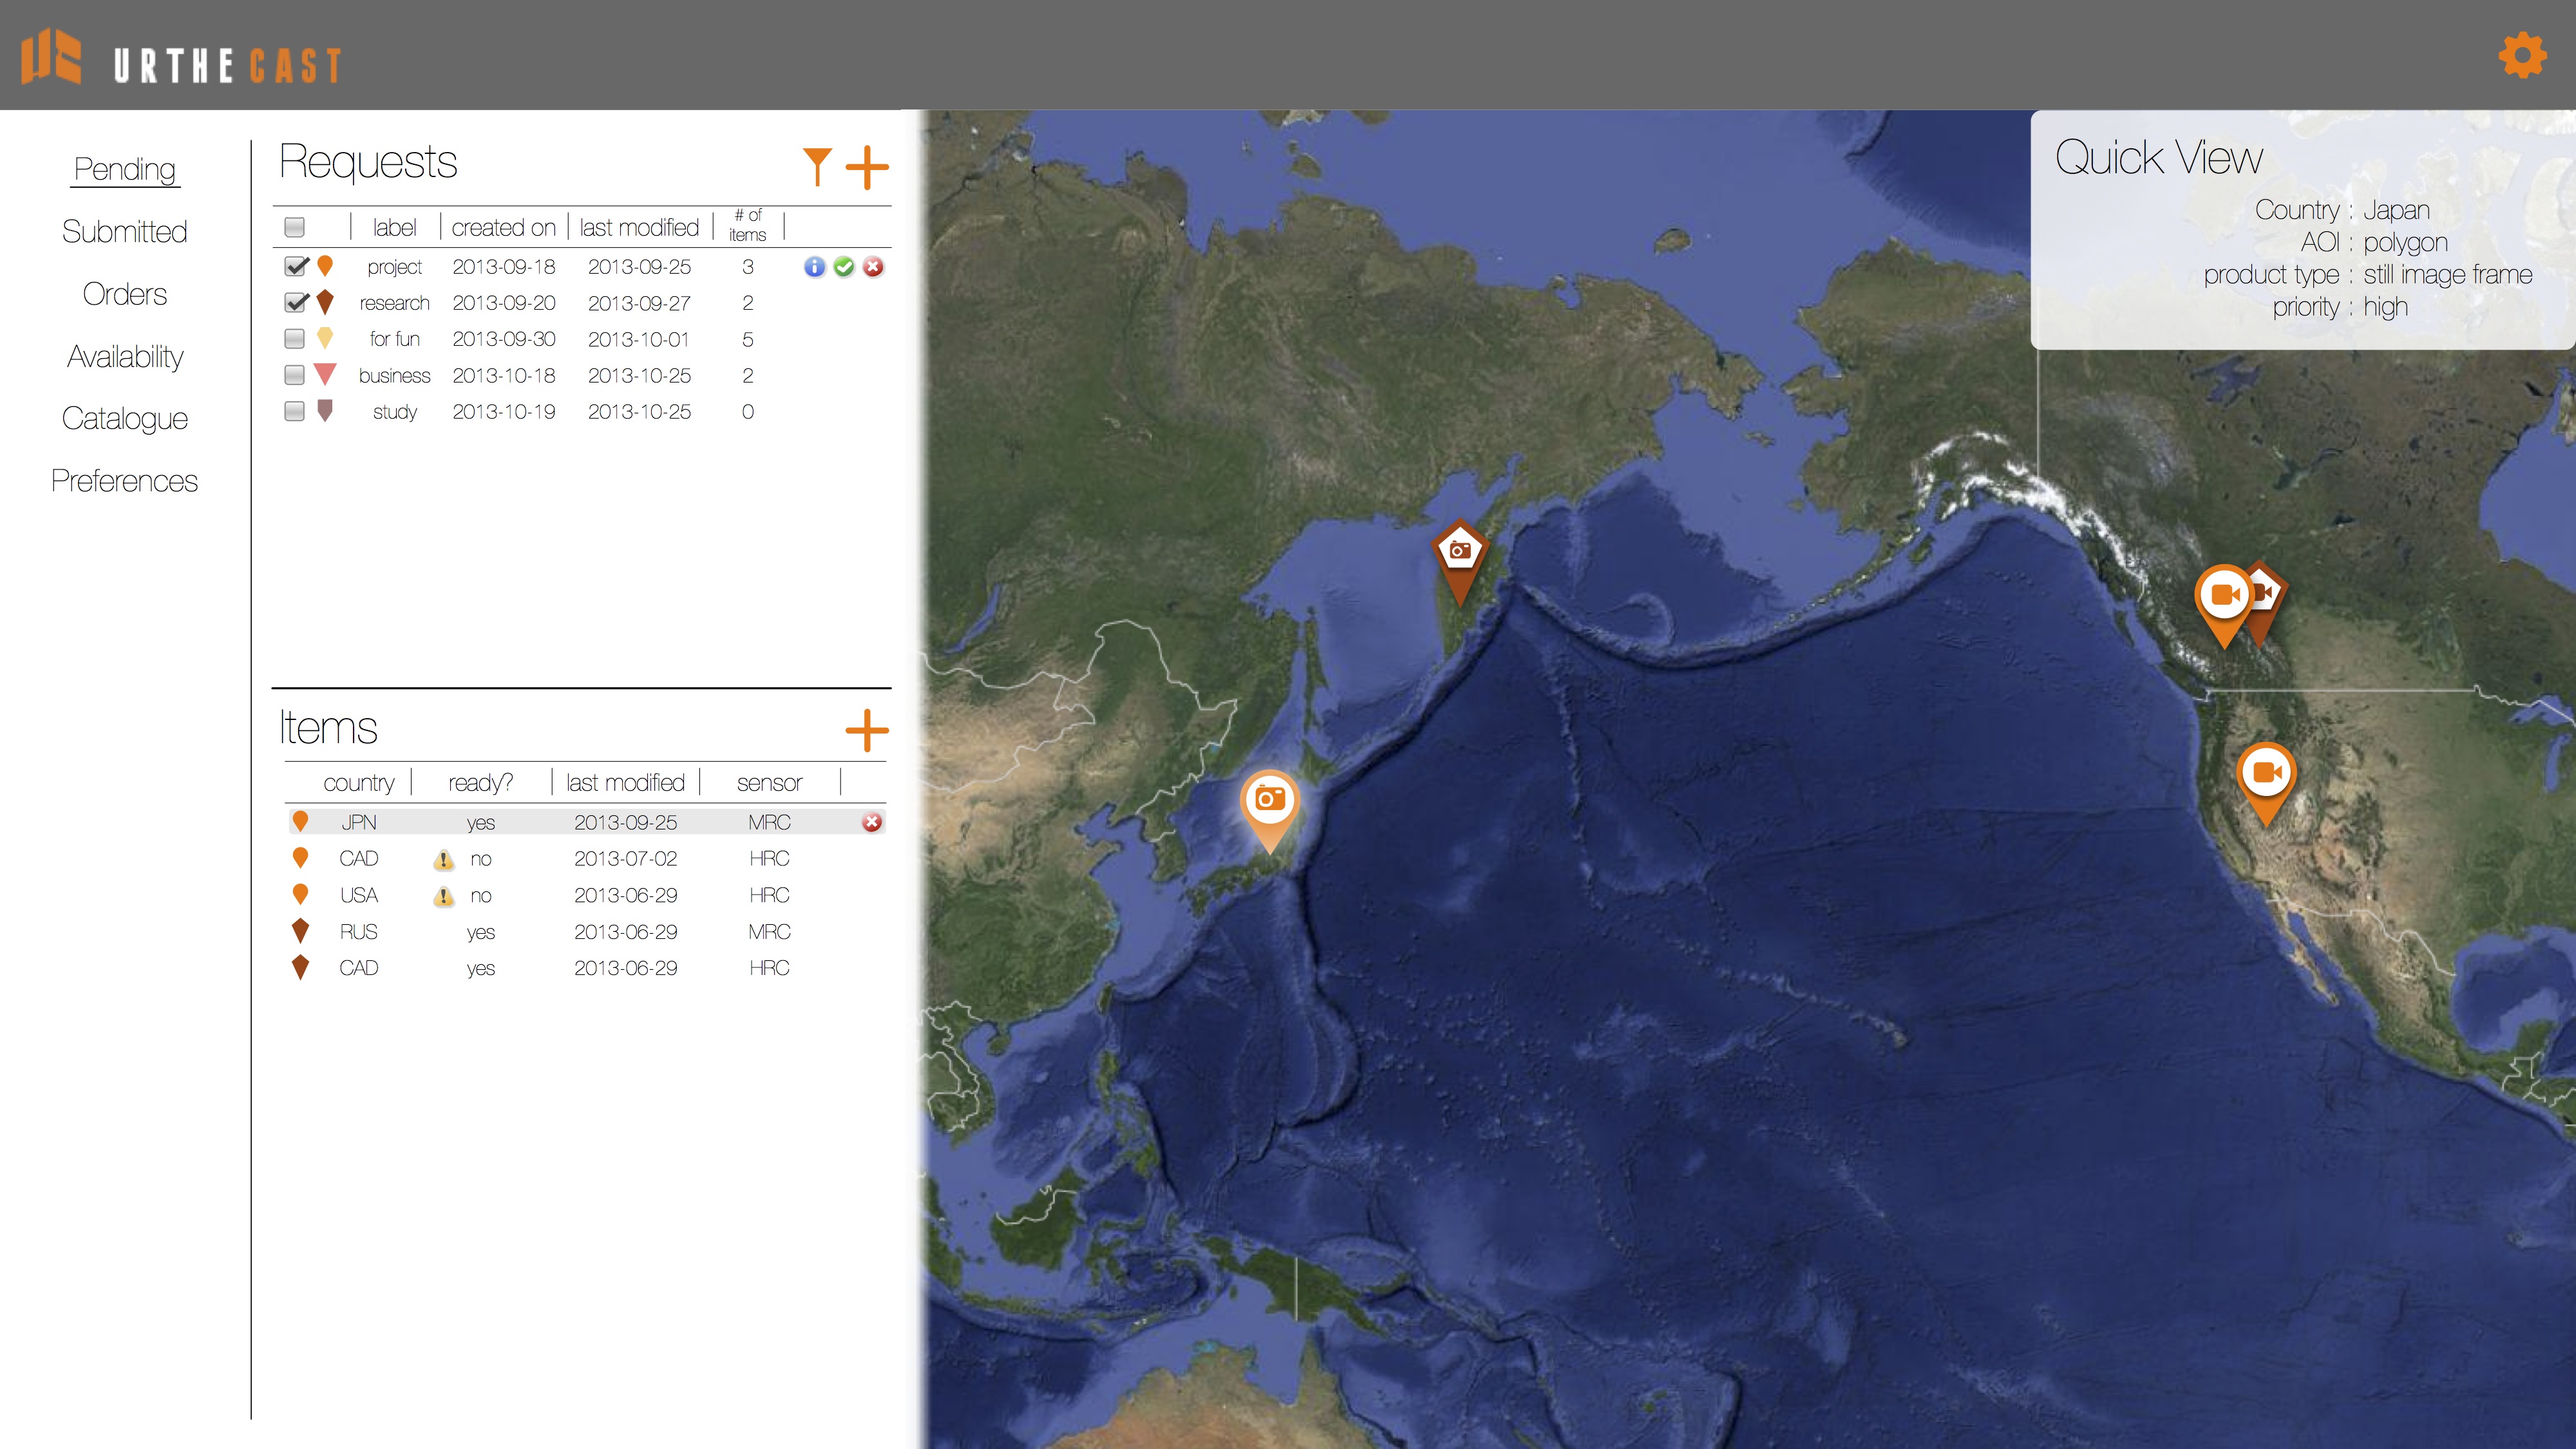 URTHECAST
Pending
Submitted
Orders
Availability
Catalogue
Preferences
Requests
label created on last modified # of items
project 2013-09-18 2013-09-25 3
research 2013-09-20 2013-09-27 2
for fun 2013-09-30 2013-10-01 5
business 2013-10-18 2013-10-25 2
study 2013-10-19 2013-10-25 0
Items
country ready? last modified sensor
JPN yes 2013-09-25 MRC
CAD no 2013-07-02 HRC
USA no 2013-06-29 HRC
RUS yes 2013-06-29 MRC
CAD yes 2013-06-29 HRC
Quick View
Country : Japan
AOI : polygon
product type : still image frame
priority : high